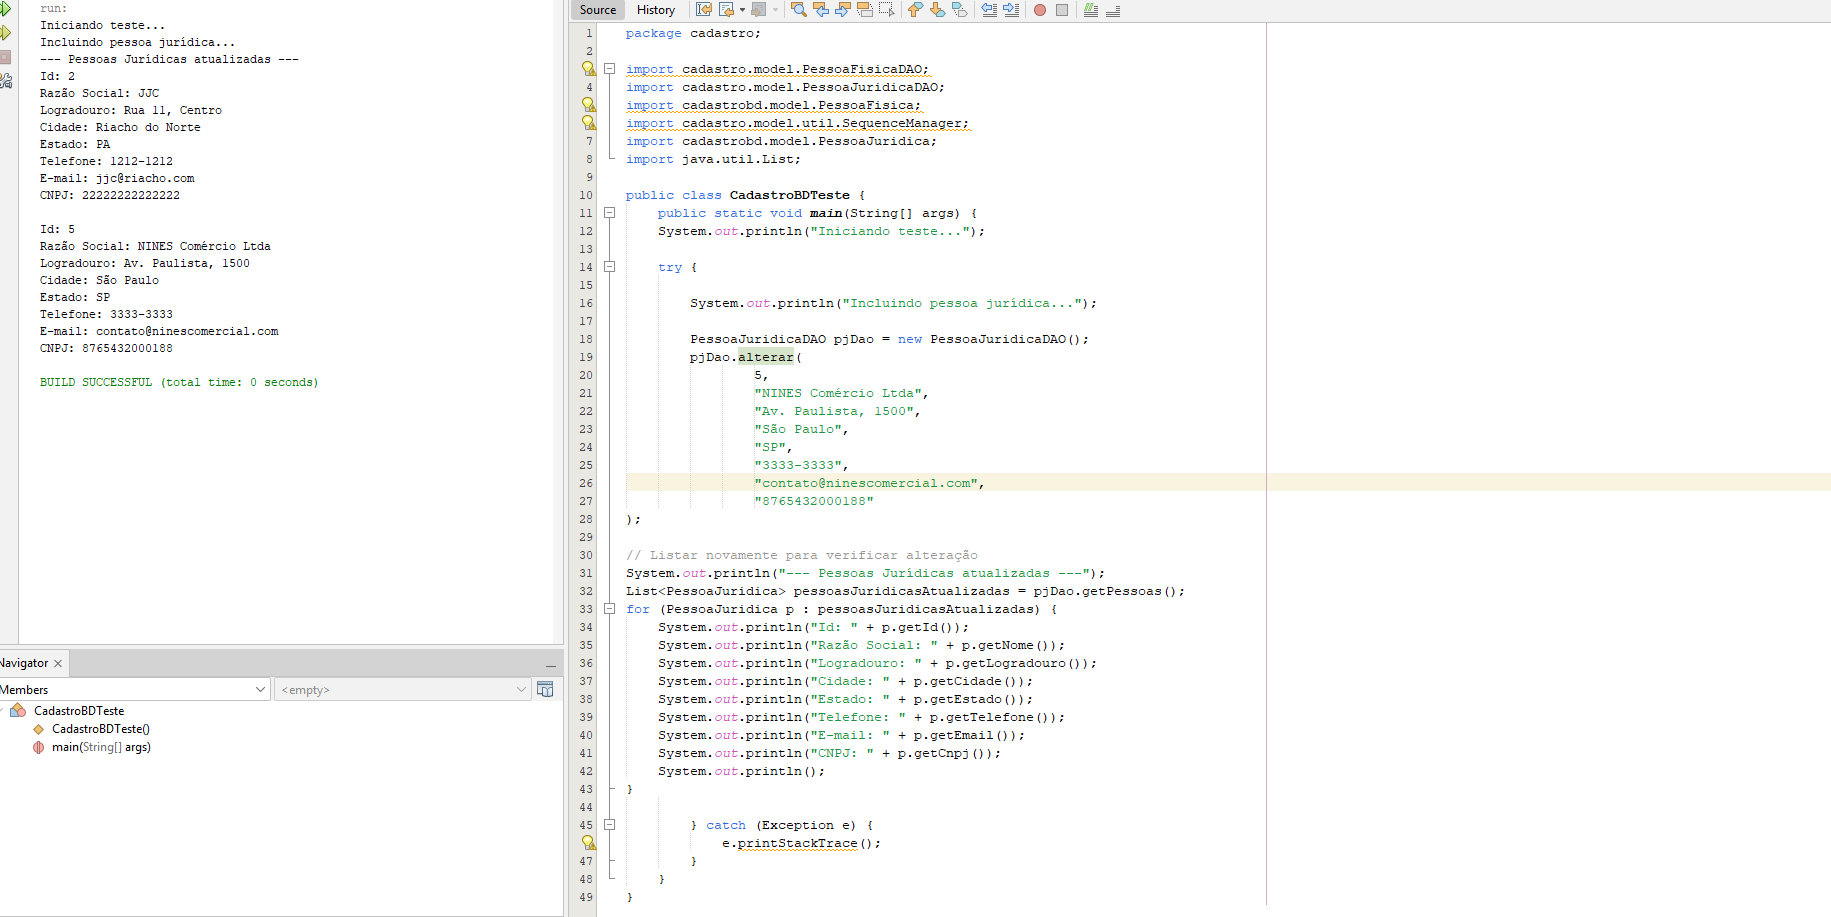 run:
Iniciando teste...
Incluindo pessoa jurídica...
--- Pessoas Jurídicas atualizadas ---
Id: 2
Razão Social: JJC
Logradouro: Rua 11, Centro
Cidade: Riacho do Norte
Estado: PA
Telefone: 1212-1212
E-mail: jjc@riacho.com
CNPJ: 22222222222222
Id: 5
Razão Social: NINES Comércio Ltda
Logradouro: Av. Paulista, 1500
Cidade: São Paulo
Estado: SP
Telefone: 3333-3333
E-mail: contato@ninescomercial.com
CNPJ: 8765432000188
BUILD SUCCESSFUL (total time: 0 seconds)
Navigator
Members
<empty>
CadastroBDTeste
CadastroBDTeste()
main(String[] args)
Source History
1 package cadastro;
2
import cadastro.model.PessoaFisicaDAO;
4 import cadastro.model.PessoaJuridicaDAO;
import cadastrobd.model.PessoaFisica;
import cadastro.model.util.SequenceManager;
7 import cadastrobd.model.PessoaJuridica;
8 import java.util.List;
9
10 public class CadastroBDTeste {
11 public static void main(String[] args) {
12 System.out.println("Iniciando teste...");
13
14 try {
15
16 System.out.println("Incluindo pessoa jurídica...");
17
18 PessoaJuridicaDAO pjDao = new PessoaJuridicaDAO();
19 pjDao.alterar(
20 5,
21 "NINES Comércio Ltda",
22 "Av. Paulista, 1500",
23 "São Paulo",
24 "SP",
25 "3333-3333",
26 "contato@ninescomercial.com",
27 "8765432000188"
28 );
29
30 // Listar novamente para verificar alteração
31 System.out.println("--- Pessoas Jurídicas atualizadas ---");
32 List<PessoaJuridica> pessoasJuridicasAtualizadas = pjDao.getPessoas();
33 for (PessoaJuridica p : pessoasJuridicasAtualizadas) {
34 System.out.println("Id: " + p.getId());
35 System.out.println("Razão Social: " + p.getNome());
36 System.out.println("Logradouro: " + p.getLogradouro());
37 System.out.println("Cidade: " + p.getCidade());
38 System.out.println("Estado: " + p.getEstado());
39 System.out.println("Telefone: " + p.getTelefone());
40 System.out.println("E-mail: " + p.getEmail());
41 System.out.println("CNPJ: " + p.getCnpj());
42 System.out.println();
43 }
44
45 } catch (Exception e) {
e.printStackTrace();
47 }
48 }
49 }